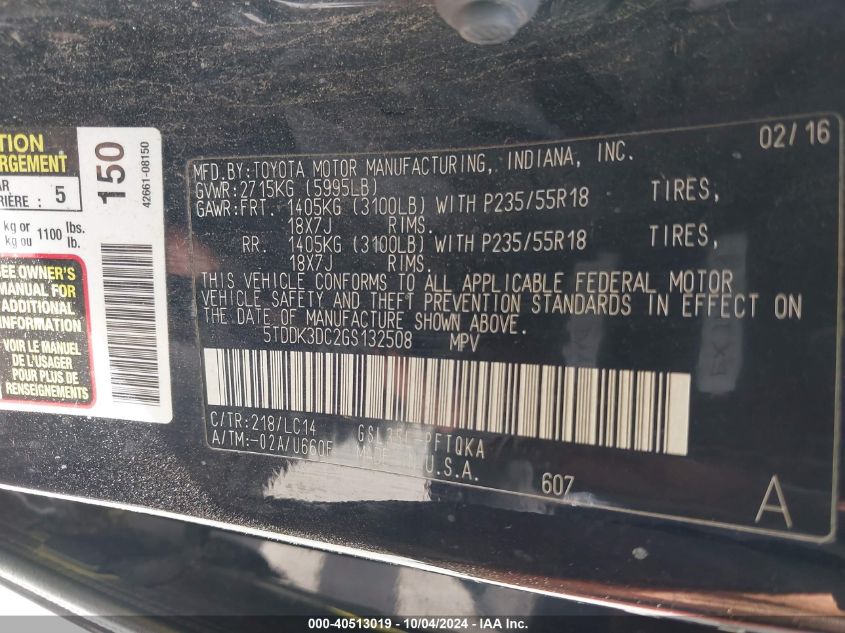 TION
RGEMENT
AR
RIÈRE : 5
kg or 1100 lbs.
kg ou lb.
SEE OWNER'S
MANUAL FOR
ADDITIONAL
INFORMATION
VOIR LE MANUEL
DE L'USAGER
POUR PLUS DE
RENSEIGNEMENTS
150
42661-08150
02/16
MFD.BY:TOYOTA MOTOR MANUFACTURING, INDIANA, INC.
GVWR:2715KG (5995LB)
GAWR:FRT. 1405KG (3100LB) WITH P235/55R18 TIRES,
18X7J RIMS.
RR. 1405KG (3100LB) WITH P235/55R18 TIRES,
18X7J RIMS.
THIS VEHICLE CONFORMS TO ALL APPLICABLE FEDERAL MOTOR
VEHICLE SAFETY AND THEFT PREVENTION STANDARDS IN EFFECT ON
THE DATE OF MANUFACTURE SHOWN ABOVE.
5TDDK3DC2GS132508 MPV
C/TR:218/LC14
A/TM:-02A/U660F
MADE IN U.S.A.
607
A
000-40513019 - 10/04/2024 - IAA Inc.